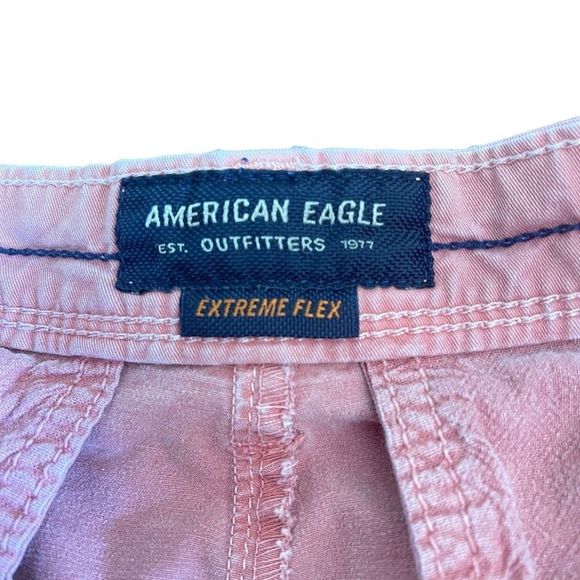 AMERICAN EAGLE
EST. OUTFITTERS 1977
EXTREME FLEX